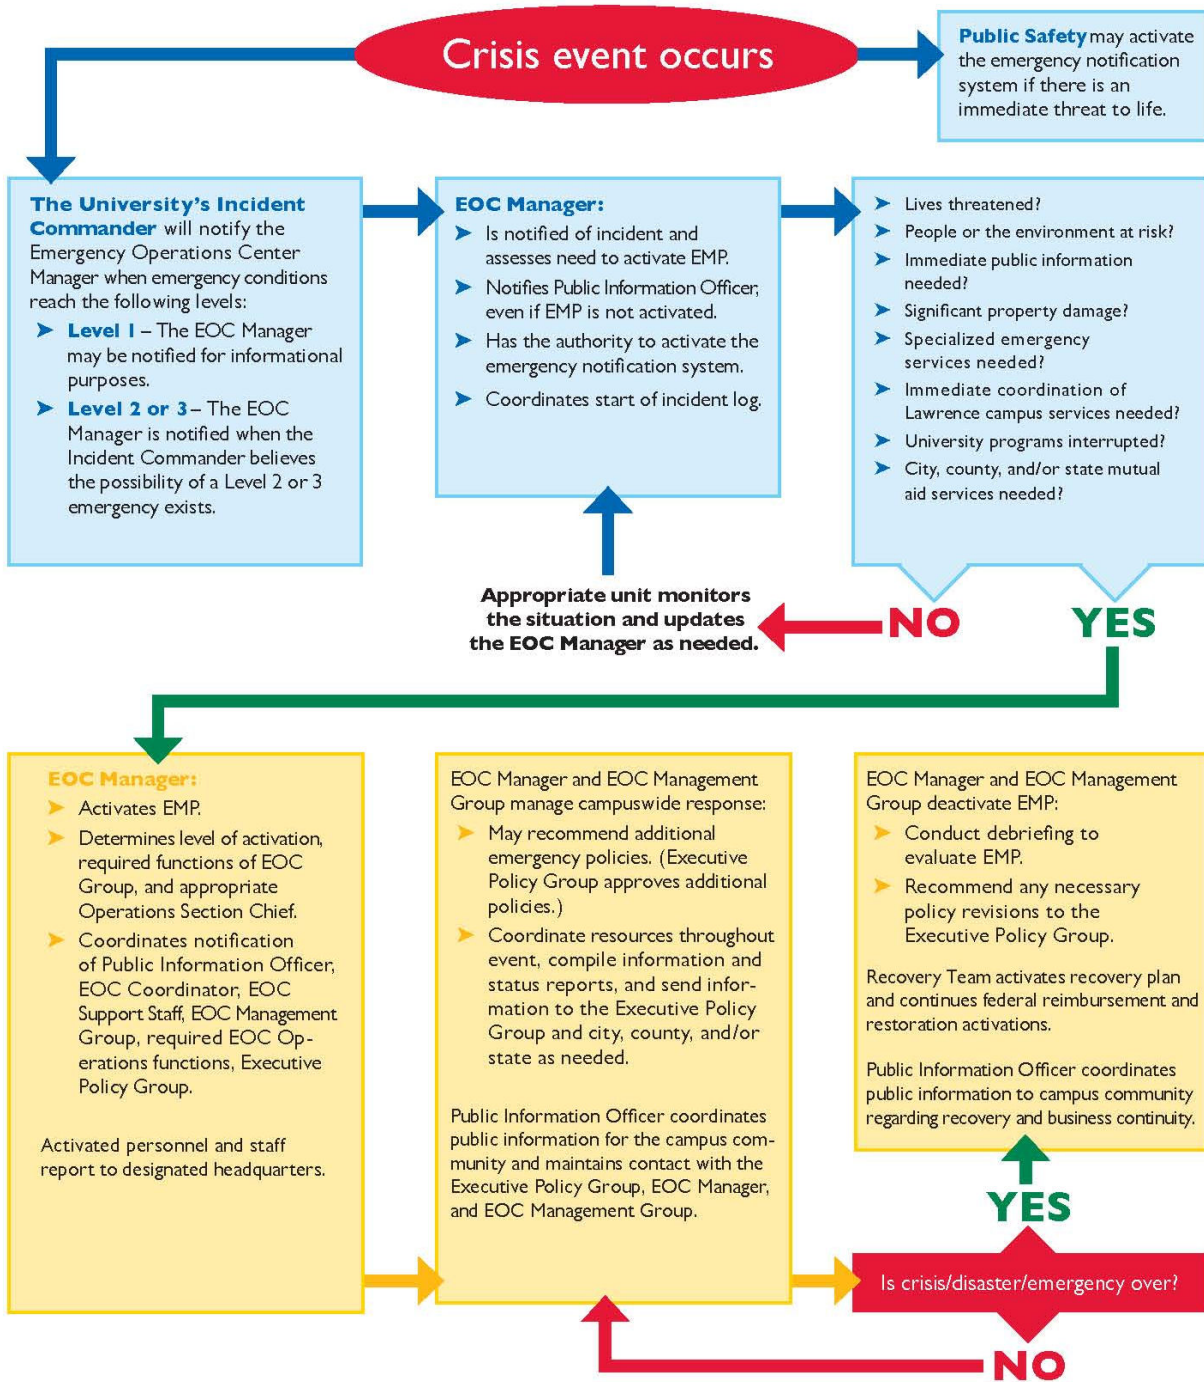 Crisis event occurs
Public Safety may activate
the emergency notification
system if there is an
immediate threat to life.
The University's Incident
Commander will notify the
Emergency Operations Center
Manager when emergency conditions
reach the following levels:
➤ Level 1 – The EOC Manager
may be notified for informational
purposes.
➤ Level 2 or 3 – The EOC
Manager is notified when the
Incident Commander believes
the possibility of a Level 2 or 3
emergency exists.
EOC Manager:
➤ Is notified of incident and
assesses need to activate EMP.
➤ Notifies Public Information Officer,
even if EMP is not activated.
➤ Has the authority to activate the
emergency notification system.
➤ Coordinates start of incident log.
➤ Lives threatened?
➤ People or the environment at risk?
➤ Immediate public information
needed?
➤ Significant property damage?
➤ Specialized emergency
services needed?
➤ Immediate coordination of
Lawrence campus services needed?
➤ University programs interrupted?
➤ City, county, and/or state mutual
aid services needed?
NO
YES
Appropriate unit monitors
the situation and updates
the EOC Manager as needed.
EOC Manager:
➤ Activates EMP.
➤ Determines level of activation,
required functions of EOC
Group, and appropriate
Operations Section Chief.
➤ Coordinates notification
of Public Information Officer,
EOC Coordinator, EOC
Support Staff, EOC Management
Group, required EOC Op-
erations functions, Executive
Policy Group.
Activated personnel and staff
report to designated headquarters.
EOC Manager and EOC Management
Group manage campuswide response:
➤ May recommend additional
emergency policies. (Executive
Policy Group approves additional
policies.)
➤ Coordinate resources throughout
event, compile information and
status reports, and send infor-
mation to the Executive Policy
Group and city, county, and/or
state as needed.
Public Information Officer coordinates
public information for the campus com-
munity and maintains contact with the
Executive Policy Group, EOC Manager,
and EOC Management Group.
EOC Manager and EOC Management
Group deactivate EMP:
➤ Conduct debriefing to
evaluate EMP.
➤ Recommend any necessary
policy revisions to the
Executive Policy Group.
Recovery Team activates recovery plan
and continues federal reimbursement and
restoration activations.
Public Information Officer coordinates
public information to campus community
regarding recovery and business continuity.
YES
Is crisis/disaster/emergency over?
NO